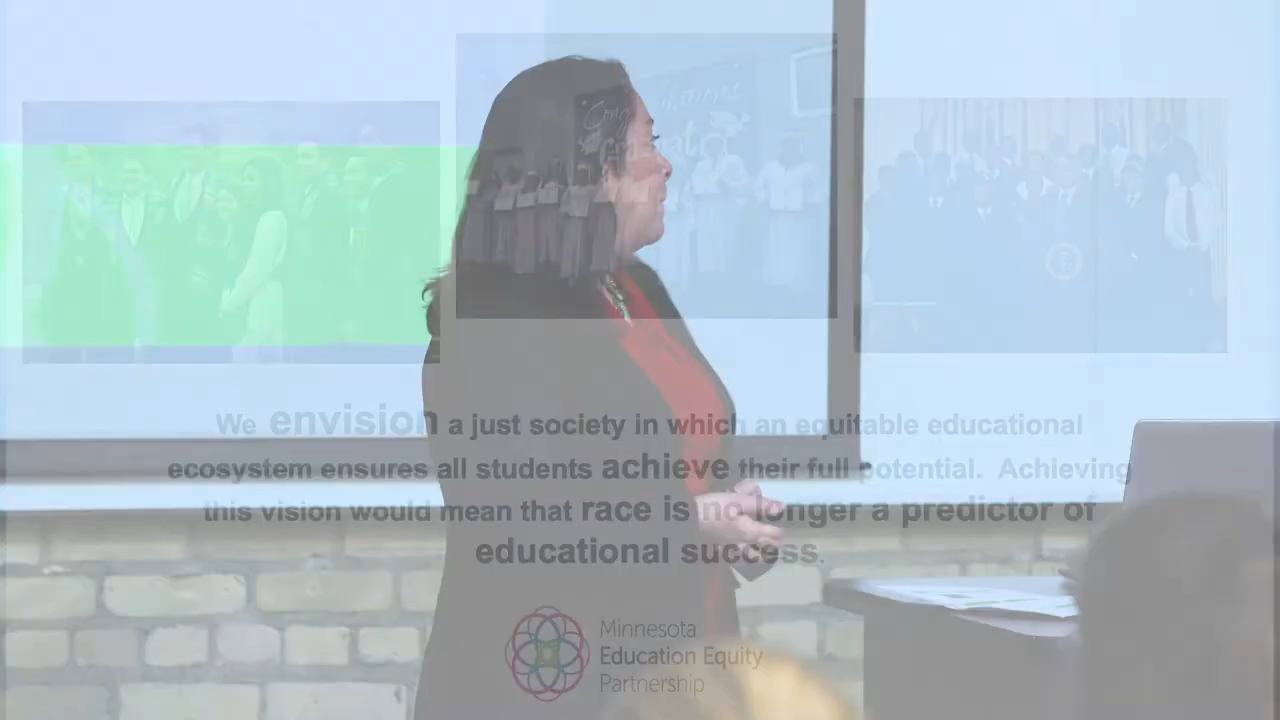 We envision a just society in which an equitable educational
ecosystem ensures all students achieve their full potential. Achieving
this vision would mean that race is no longer a predictor of
educational success.
Minnesota
Education Equity
Partnership